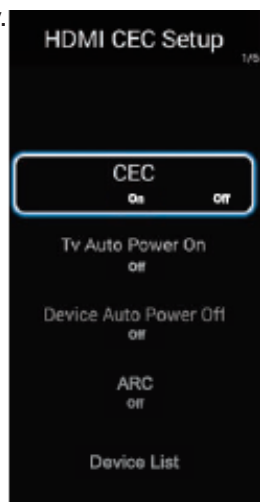 .
HDMI CEC Setup
1/5
CEC
On Off
Tv Auto Power On
Off
Device Auto Power Off
Off
ARC
Off
Device List